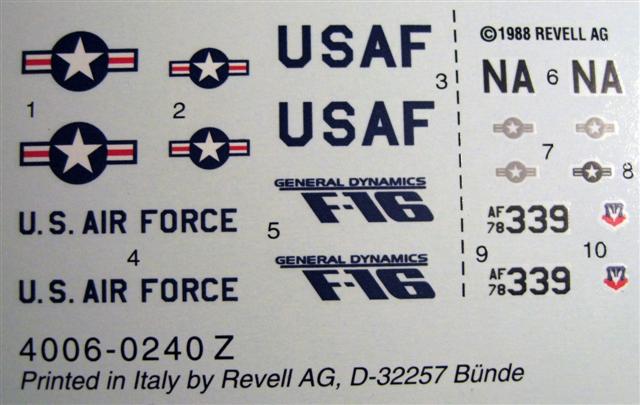 1
2
USAF
USAF
3
U.S. AIR FORCE
4
U.S. AIR FORCE
GENERAL DYNAMICS
F-16
5
GENERAL DYNAMICS
F-16
©1988 REVELL AG
NA 6 NA
7
8
AF
78 339
9
10
AF
78 339
4006-0240 Z
Printed in Italy by Revell AG, D-32257 Bünde